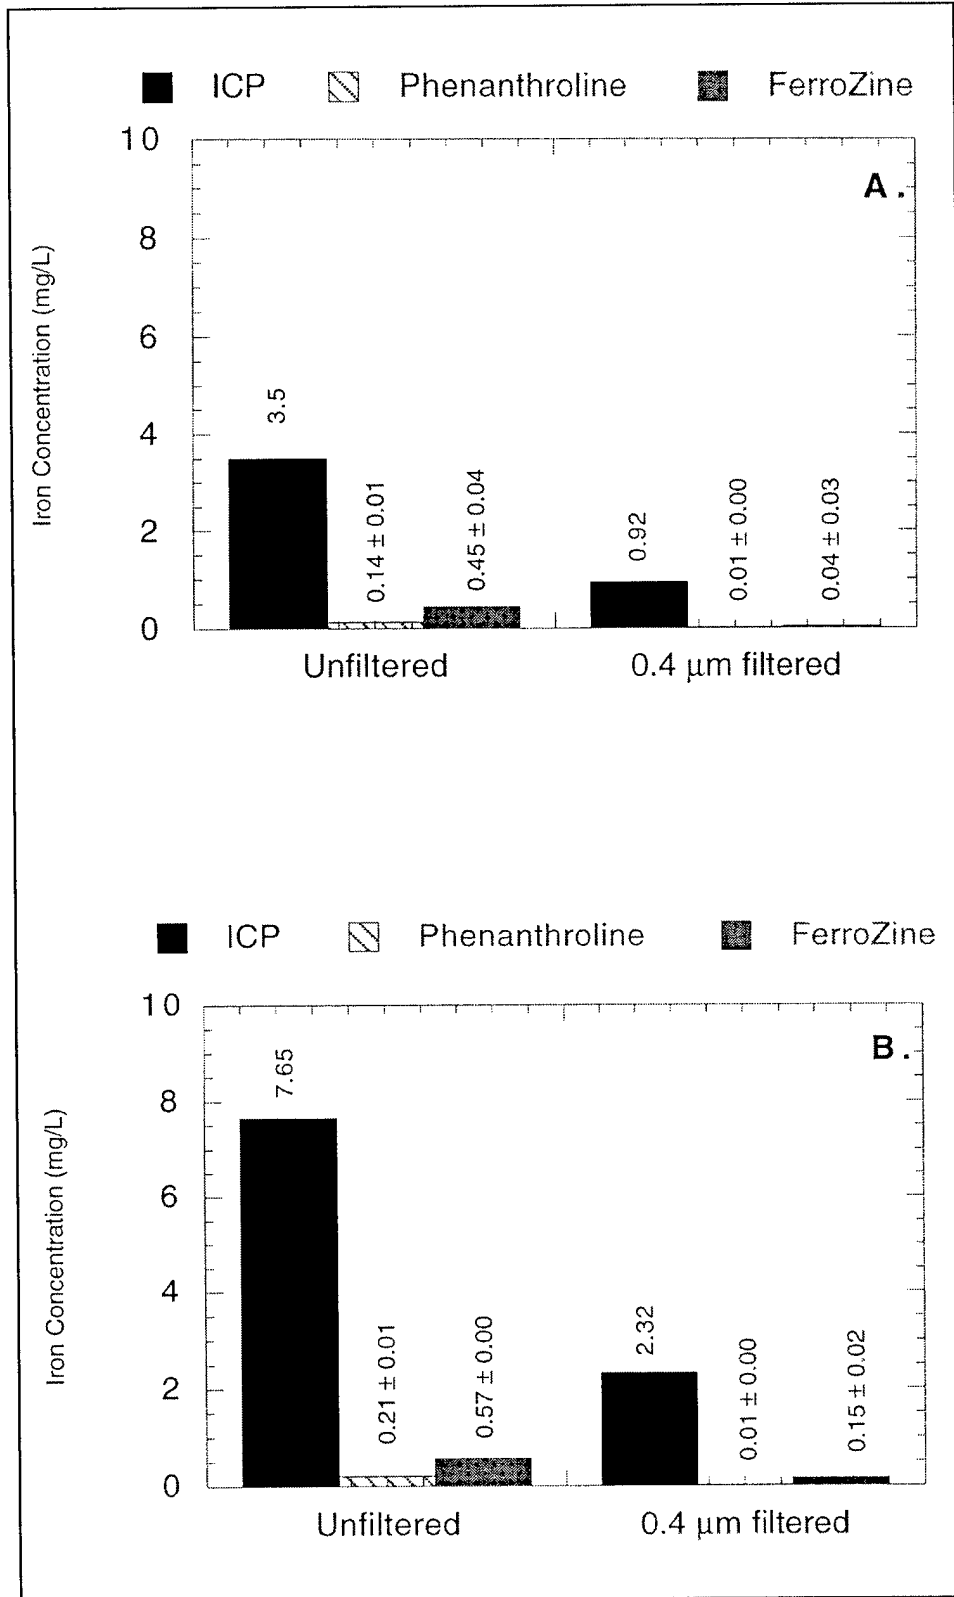 ICP Phenanthroline FerroZine
10
A.
8
6
4
2
0
Iron Concentration (mg/L)
3.5
0.14 ± 0.01
0.45 ± 0.04
0.92
0.01 ± 0.00
0.04 ± 0.03
Unfiltered 0.4 μm filtered
ICP Phenanthroline FerroZine
10
B.
8
6
4
2
0
Iron Concentration (mg/L)
7.65
0.21 ± 0.01
0.57 ± 0.00
2.32
0.01 ± 0.00
0.15 ± 0.02
Unfiltered 0.4 μm filtered